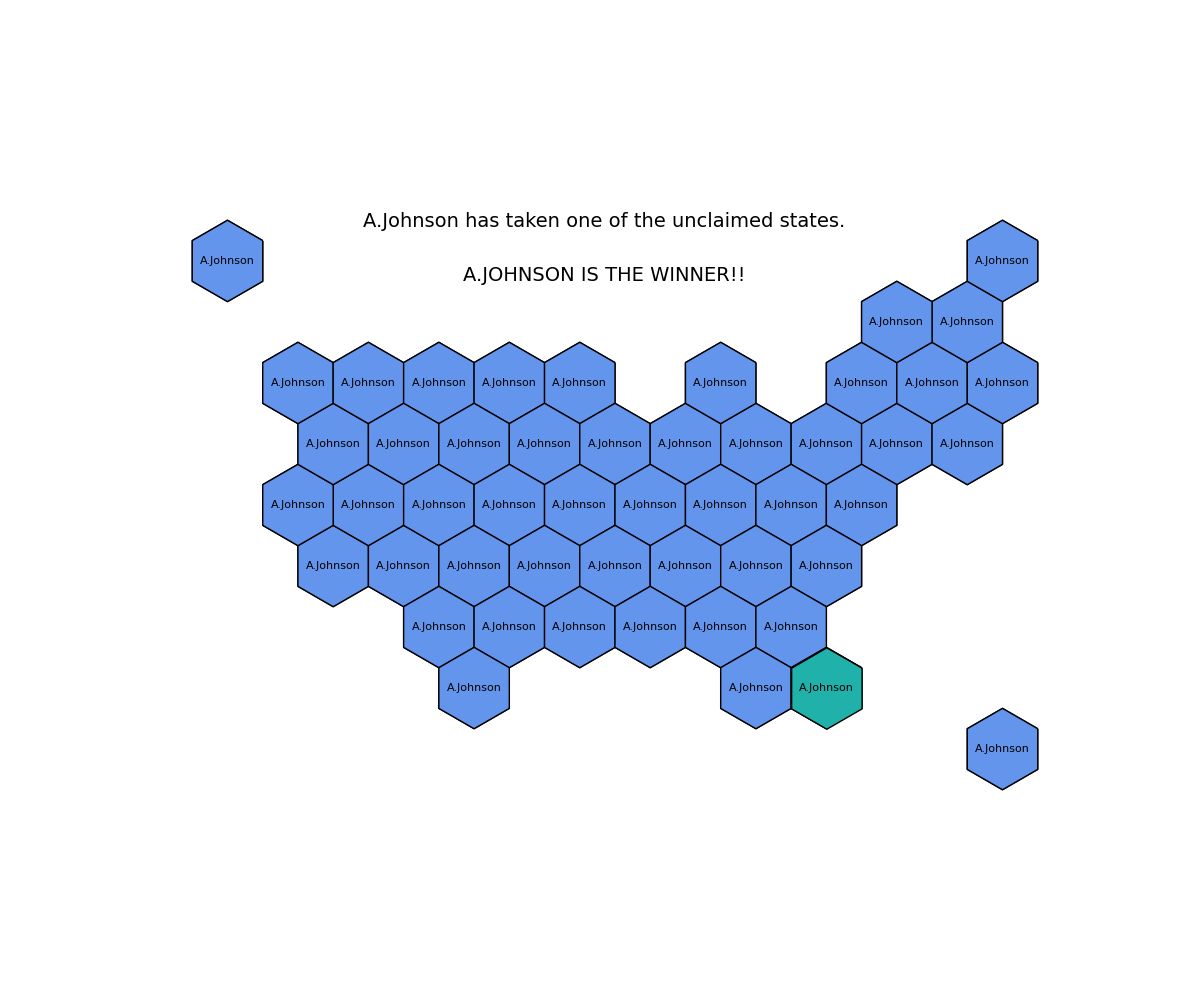 A.Johnson has taken one of the unclaimed states.
A.JOHNSON IS THE WINNER!!
A.Johnson A.Johnson
A.Johnson A.Johnson
A.Johnson A.Johnson A.Johnson A.Johnson A.Johnson A.Johnson A.Johnson A.Johnson A.Johnson
A.Johnson A.Johnson A.Johnson A.Johnson A.Johnson A.Johnson A.Johnson A.Johnson A.Johnson A.Johnson
A.Johnson A.Johnson A.Johnson A.Johnson A.Johnson A.Johnson A.Johnson A.Johnson A.Johnson
A.Johnson A.Johnson A.Johnson A.Johnson A.Johnson A.Johnson A.Johnson A.Johnson
A.Johnson A.Johnson A.Johnson A.Johnson A.Johnson A.Johnson
A.Johnson A.Johnson A.Johnson
A.Johnson